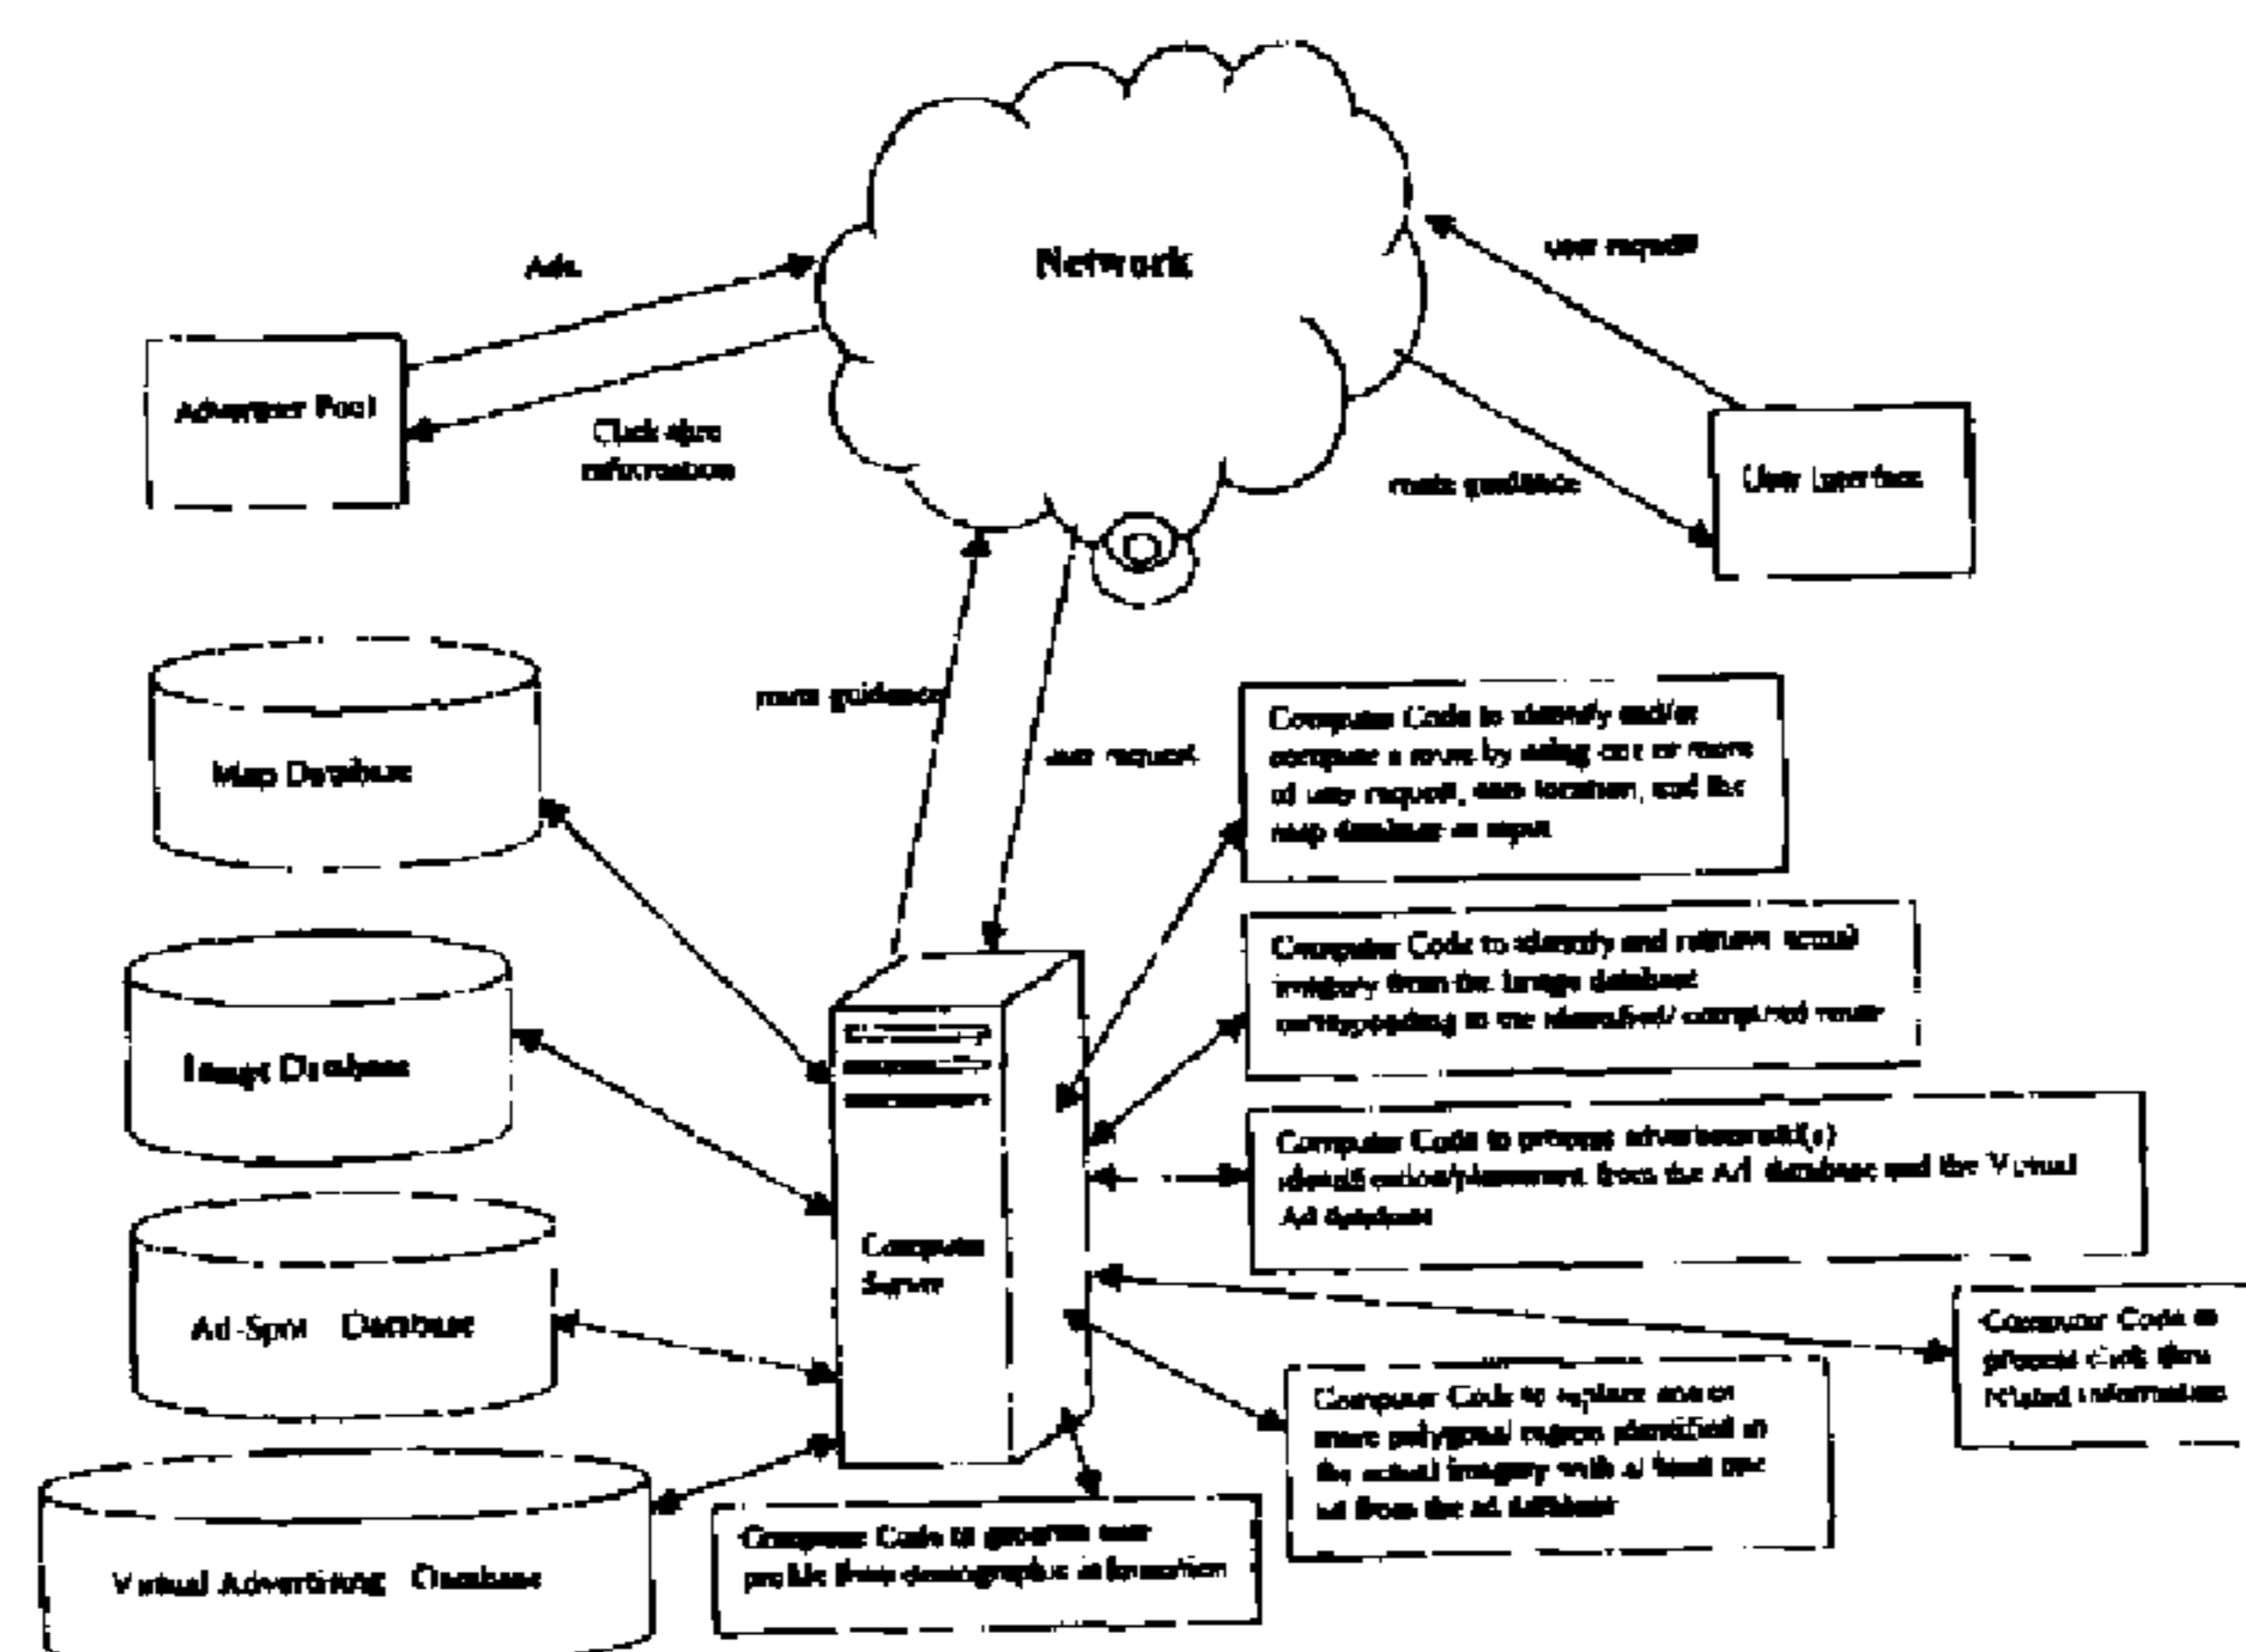 Network
Ads
user request
Advertiser Pool
Click-thru
information
route guidance
User Interface
route guidance
user request
Map Database
Computer Code to identify and/or
compute a route by using one or more
of user request, user location, and the
map database as input
Image Database
Computer Code to identify and retrieve actual
imagery from the Image database
corresponding to the identified/ computed route
Computer Code to process advertisement(s)
identification/placement from the Ad database and the Virtual
Ad database
Computer
Server
Ad-Spot Database
Computer Code to
process click thru
related information
Computer Code to replace one or
more polygonal region identified in
the actual imagery with at least one
ad from the ad database
Computer Code to generate user
profile from demographic information
Virtual Advertising Database